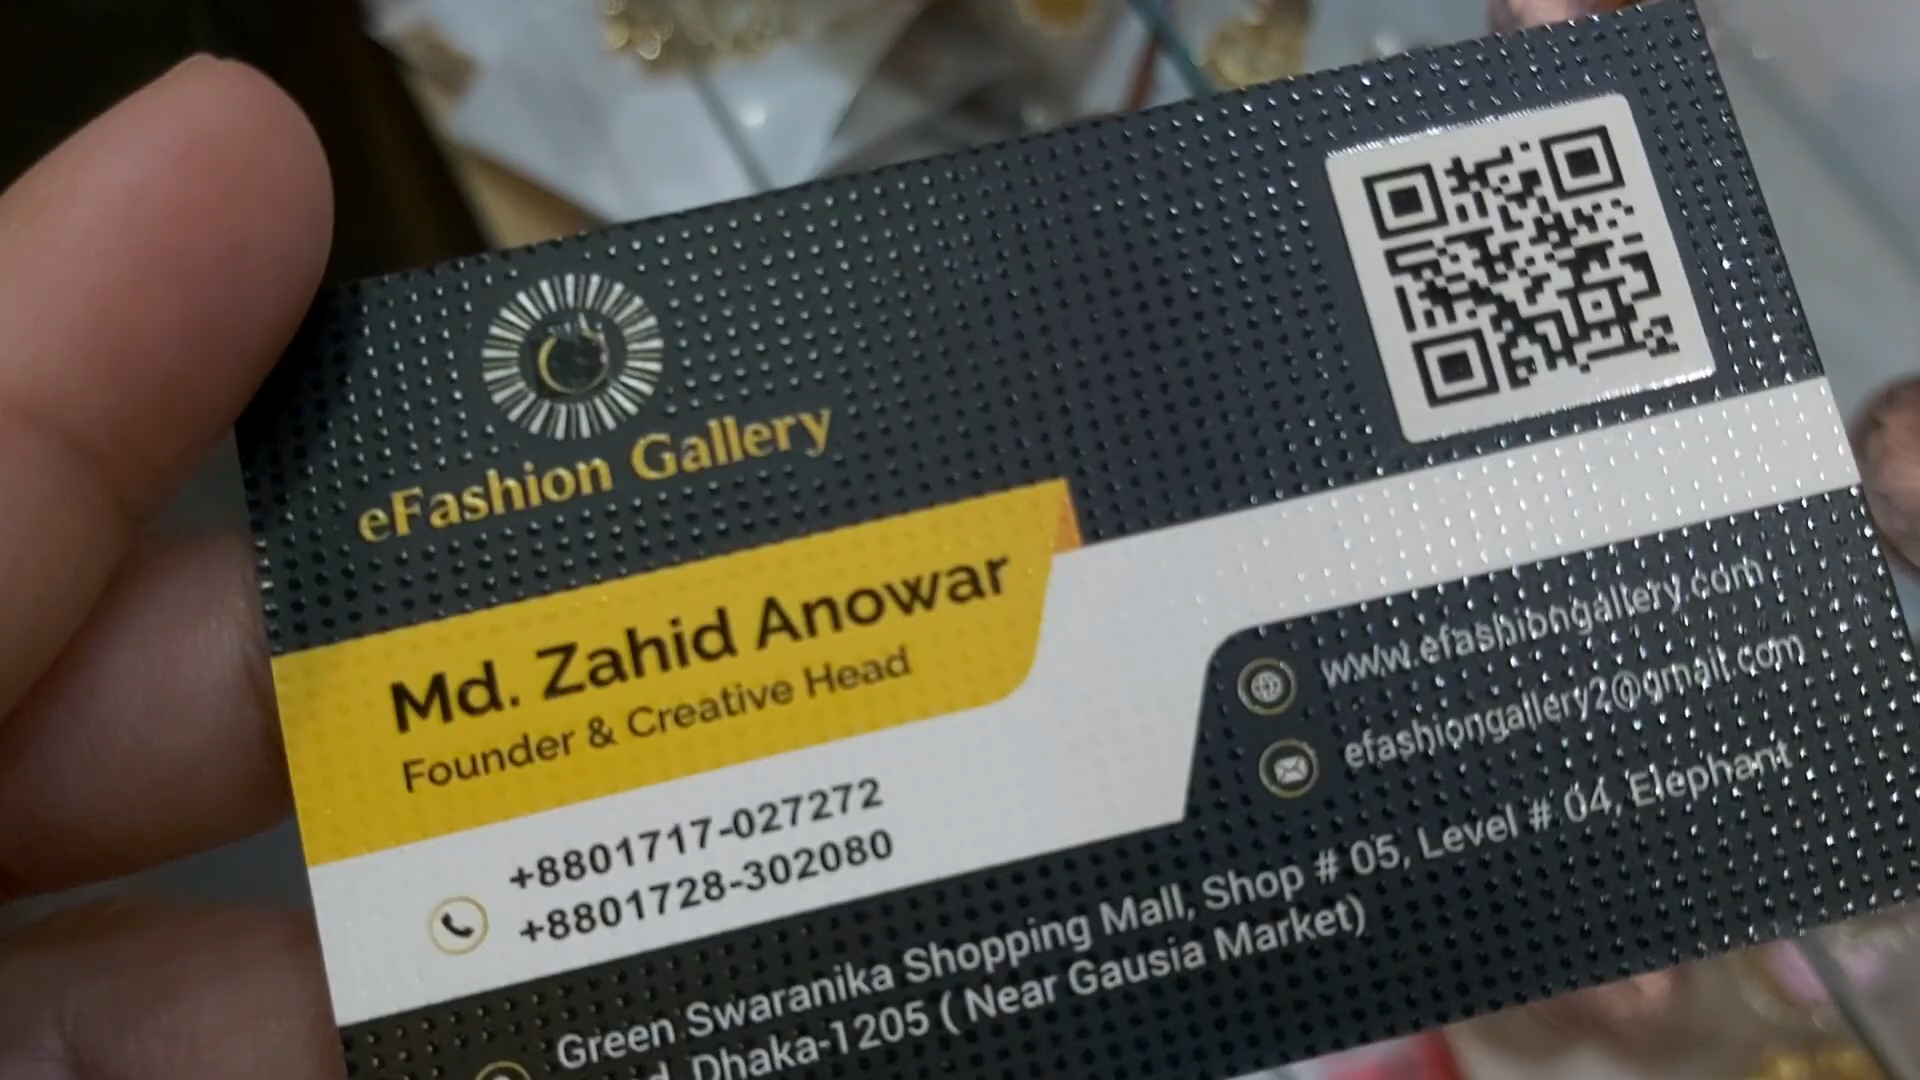 eFashion Gallery
Md. Zahid Anowar
Founder & Creative Head
+8801717-027272
+8801728-302080
www.efashiongallery.com
efashiongallery2@gmail.com
Green Swaranika Shopping Mall, Shop # 05, Level # 04, Elephant
Dhaka-1205 ( Near Gausia Market)